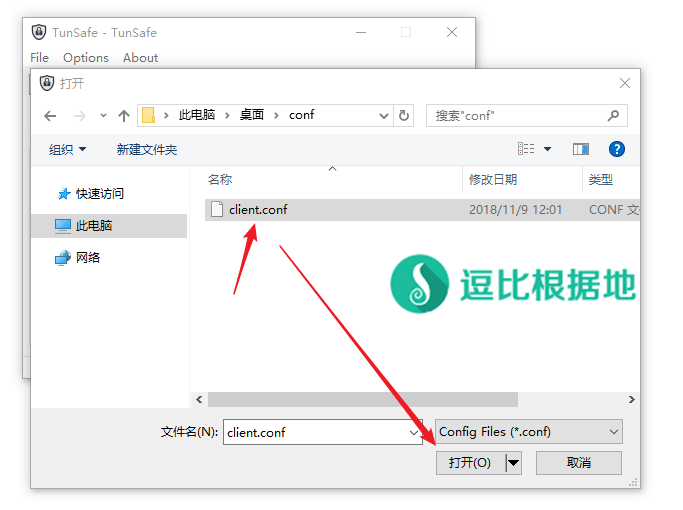 TunSafe - TunSafe
File Options About
打开
此电脑 桌面 conf
搜索"conf"
组织 新建文件夹
名称 修改日期 类型
快速访问
此电脑
网络
client.conf 2018/11/9 12:01 CONF 文
逗比根据地
文件名(N): client.conf Config Files (*.conf)
打开(O) 取消